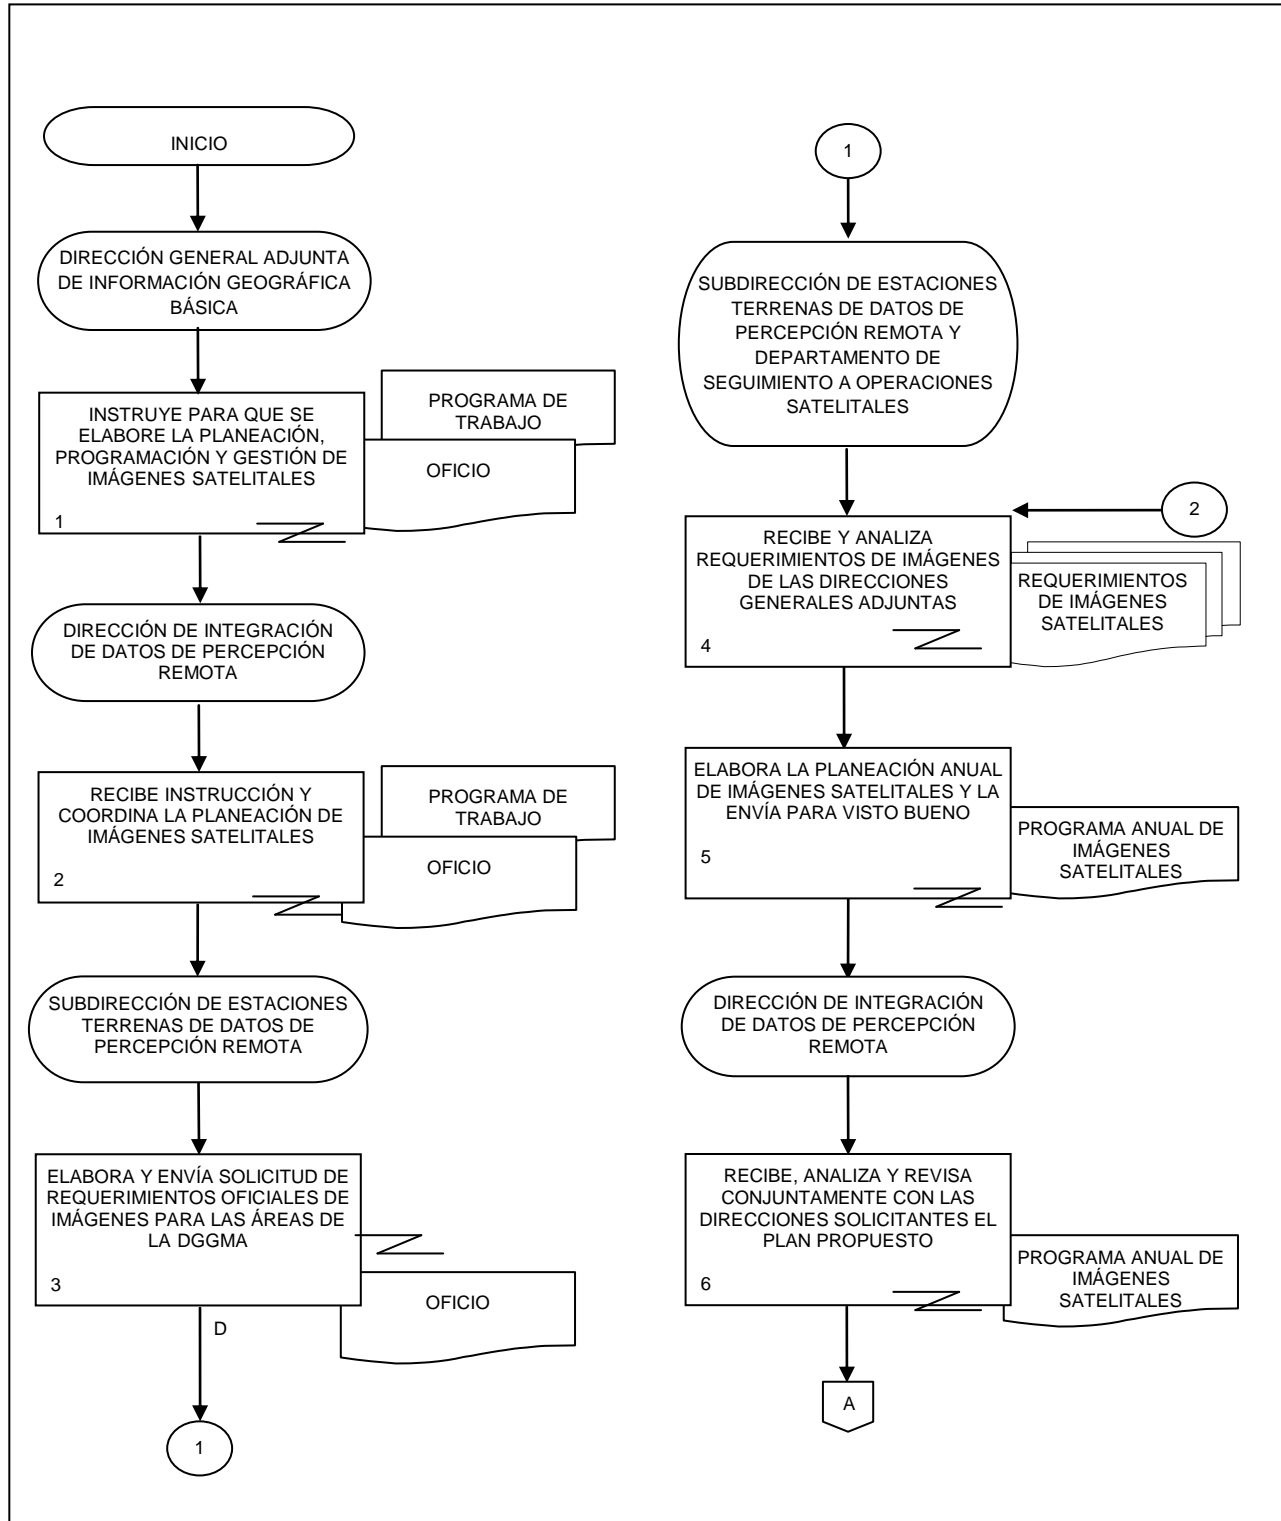 INICIO
DIRECCIÓN GENERAL ADJUNTA
DE INFORMACIÓN GEOGRÁFICA
BÁSICA
INSTRUYE PARA QUE SE
ELABORE LA PLANEACIÓN,
PROGRAMACIÓN Y GESTIÓN DE
IMÁGENES SATELITALES
1
PROGRAMA DE
TRABAJO
OFICIO
DIRECCIÓN DE INTEGRACIÓN
DE DATOS DE PERCEPCIÓN
REMOTA
RECIBE INSTRUCCIÓN Y
COORDINA LA PLANEACIÓN DE
IMÁGENES SATELITALES
2
PROGRAMA DE
TRABAJO
OFICIO
SUBDIRECCIÓN DE ESTACIONES
TERRENAS DE DATOS DE
PERCEPCIÓN REMOTA
ELABORA Y ENVÍA SOLICITUD DE
REQUERIMIENTOS OFICIALES DE
IMÁGENES PARA LAS ÁREAS DE
LA DGGMA
3
OFICIO
D
1
1
SUBDIRECCIÓN DE ESTACIONES
TERRENAS DE DATOS DE
PERCEPCIÓN REMOTA Y
DEPARTAMENTO DE
SEGUIMIENTO A OPERACIONES
SATELITALES
2
RECIBE Y ANALIZA
REQUERIMIENTOS DE IMÁGENES
DE LAS DIRECCIONES
GENERALES ADJUNTAS
4
REQUERIMIENTOS
DE IMÁGENES
SATELITALES
ELABORA LA PLANEACIÓN ANUAL
DE IMÁGENES SATELITALES Y LA
ENVÍA PARA VISTO BUENO
5
PROGRAMA ANUAL DE
IMÁGENES
SATELITALES
DIRECCIÓN DE INTEGRACIÓN
DE DATOS DE PERCEPCIÓN
REMOTA
RECIBE, ANALIZA Y REVISA
CONJUNTAMENTE CON LAS
DIRECCIONES SOLICITANTES EL
PLAN PROPUESTO
6
PROGRAMA ANUAL DE
IMÁGENES
SATELITALES
A